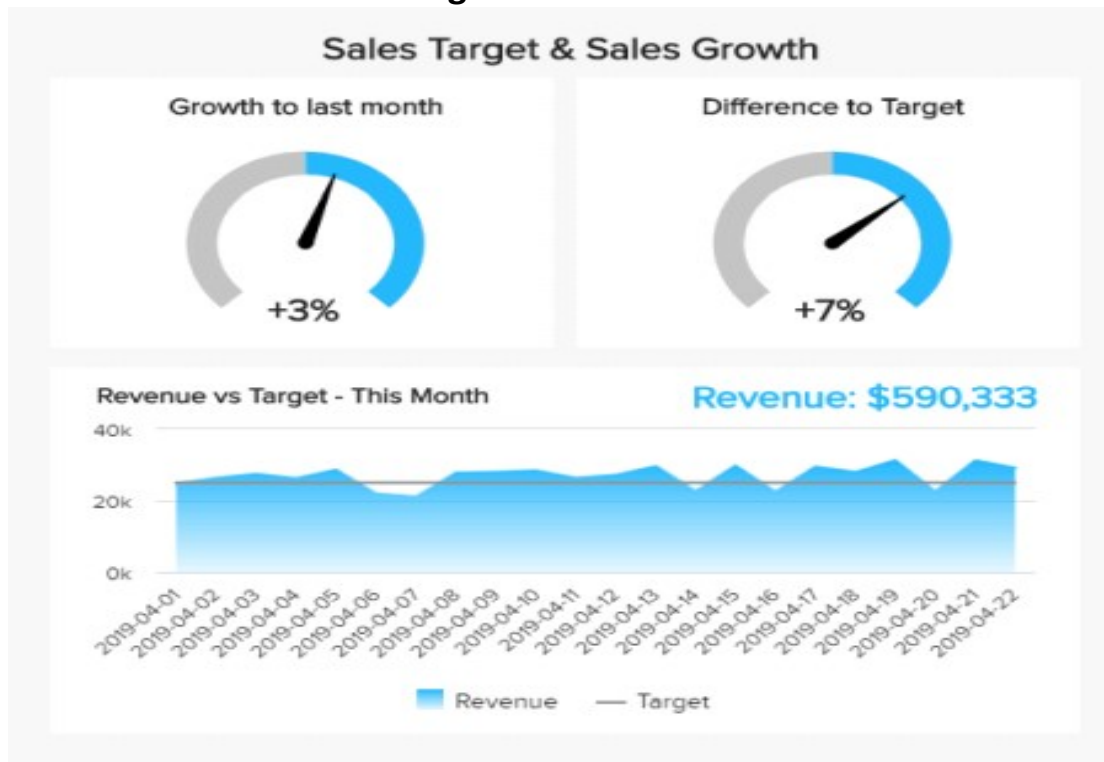 Sales Target & Sales Growth
Growth to last month
+3%
Difference to Target
+7%
Revenue vs Target - This Month
Revenue: $590,333
40k
20k
0k
2019-04-01
2019-04-02
2019-04-03
2019-04-04
2019-04-05
2019-04-06
2019-04-07
2019-04-08
2019-04-09
2019-04-10
2019-04-11
2019-04-12
2019-04-13
2019-04-14
2019-04-15
2019-04-16
2019-04-17
2019-04-18
2019-04-19
2019-04-20
2019-04-21
2019-04-22
Revenue
Target